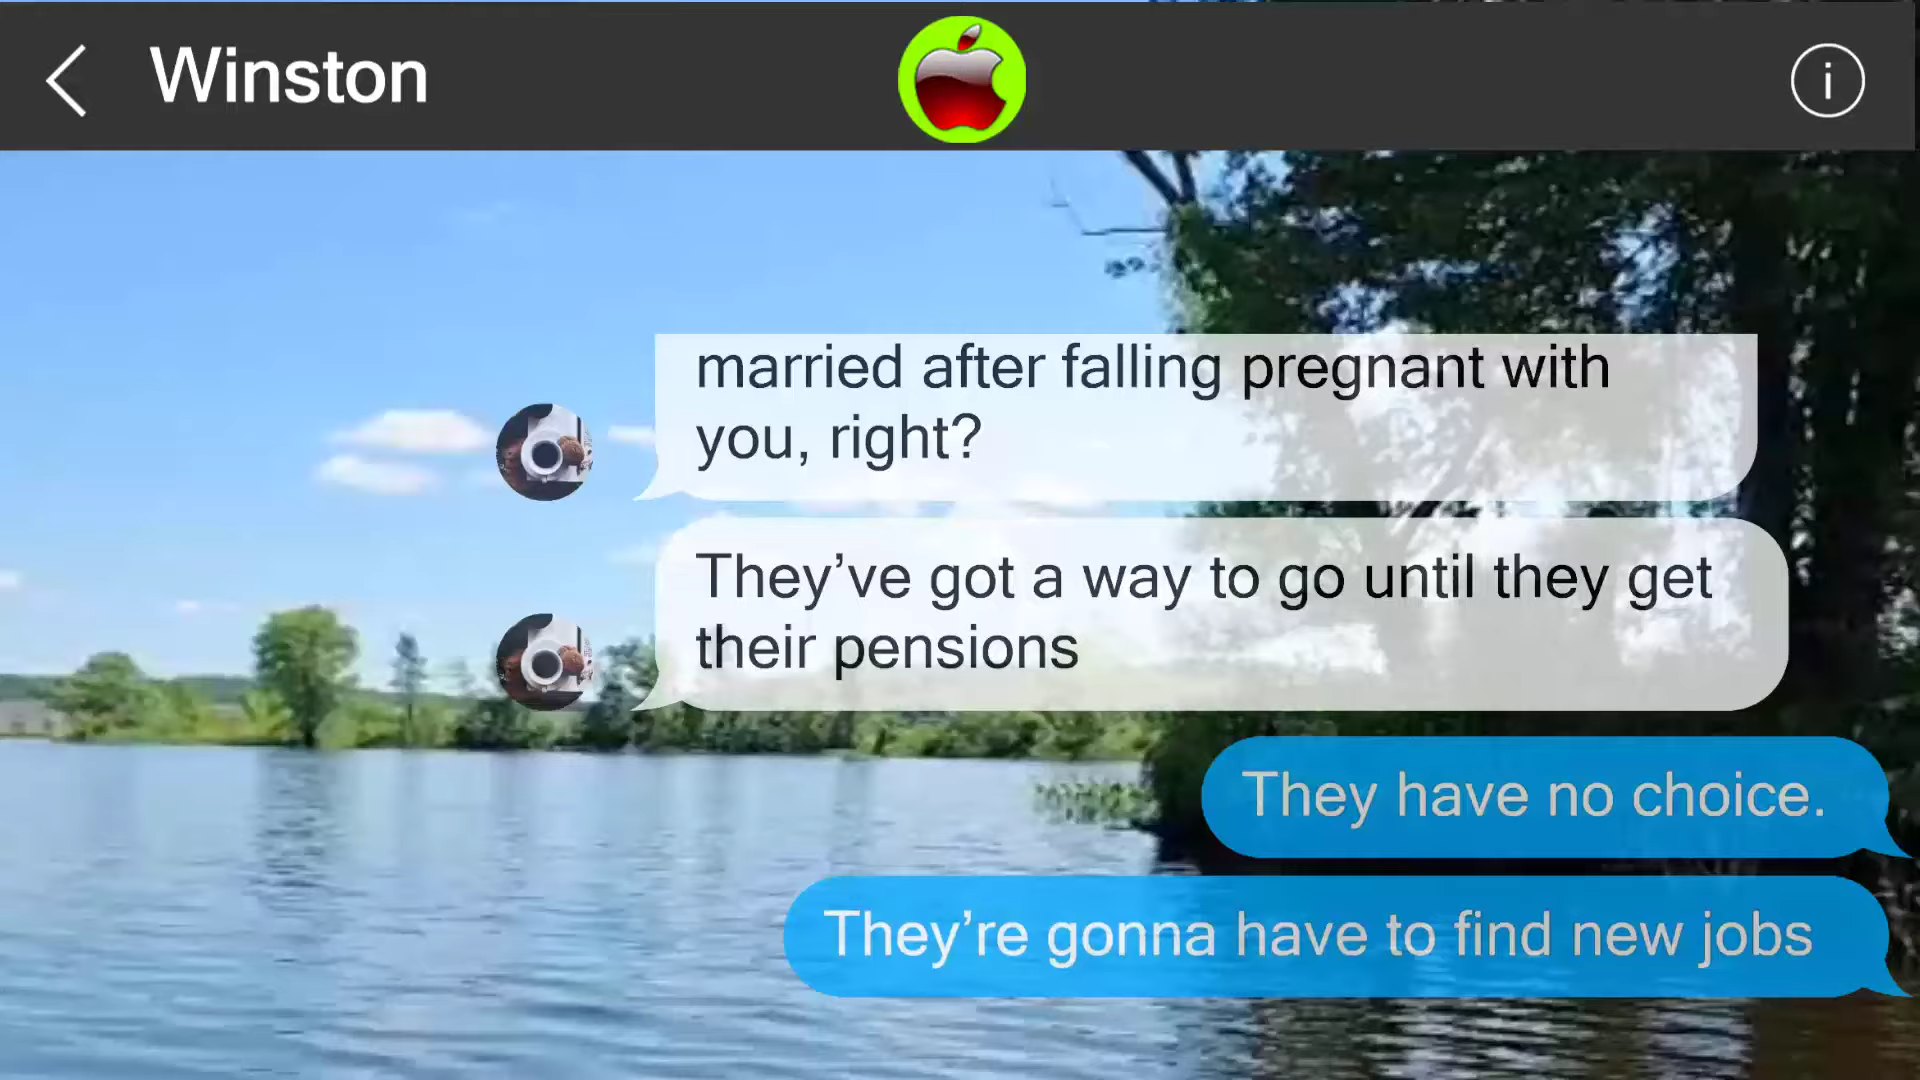 Winston
married after falling pregnant with
you, right?
They’ve got a way to go until they get
their pensions
They have no choice.
They’re gonna have to find new jobs